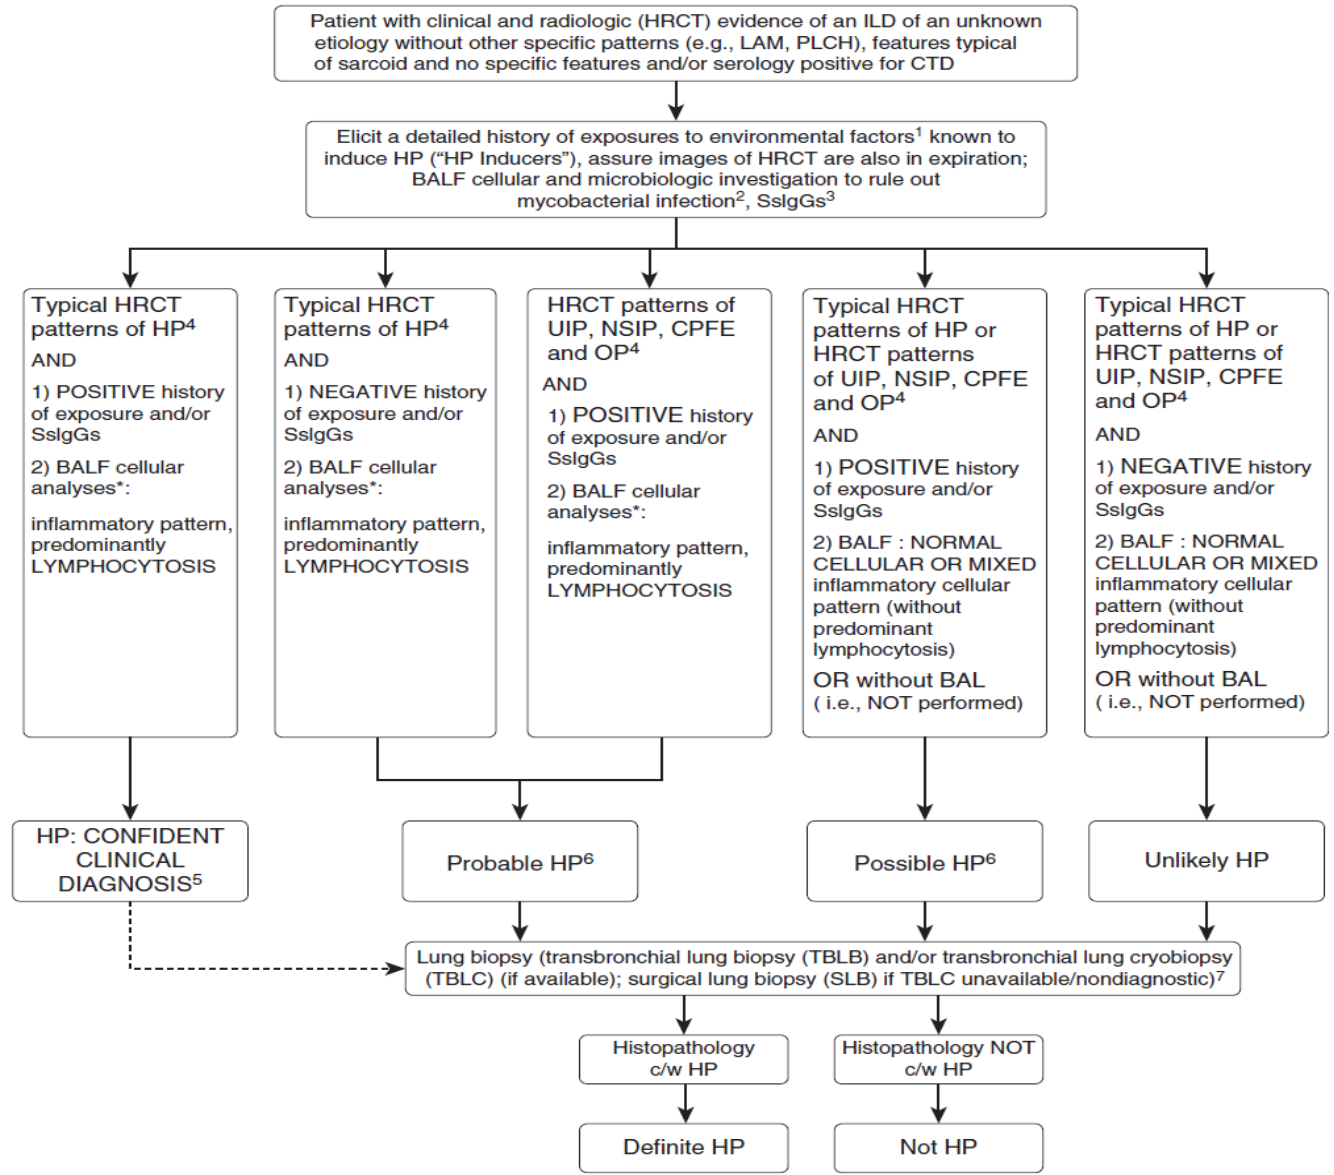 Patient with clinical and radiologic (HRCT) evidence of an ILD of an unknown
etiology without other specific patterns (e.g., LAM, PLCH), features typical
of sarcoid and no specific features and/or serology positive for CTD
Elicit a detailed history of exposures to environmental factors¹ known to
induce HP (“HP Inducers”), assure images of HRCT are also in expiration;
BALF cellular and microbiologic investigation to rule out
mycobacterial infection², SsIgGs³
Typical HRCT
patterns of HP⁴
AND
1) POSITIVE history
of exposure and/or
SsIgGs
2) BALF cellular
analyses*:
inflammatory pattern,
predominantly
LYMPHOCYTOSIS
Typical HRCT
patterns of HP⁴
AND
1) NEGATIVE history
of exposure and/or
SsIgGs
2) BALF cellular
analyses*:
inflammatory pattern,
predominantly
LYMPHOCYTOSIS
HRCT patterns of
UIP, NSIP, CPFE
and OP⁴
AND
1) POSITIVE history
of exposure and/or
SsIgGs
2) BALF cellular
analyses*:
inflammatory pattern,
predominantly
LYMPHOCYTOSIS
Typical HRCT
patterns of HP or
HRCT patterns
of UIP, NSIP, CPFE
and OP⁴
AND
1) POSITIVE history
of exposure and/or
SsIgGs
2) BALF : NORMAL
CELLULAR OR MIXED
inflammatory cellular
pattern (without
predominant
lymphocytosis)
OR without BAL
( i.e., NOT performed)
Typical HRCT
patterns of HP or
HRCT patterns of
UIP, NSIP, CPFE
and OP⁴
AND
1) NEGATIVE history
of exposure and/or
SsIgGs
2) BALF : NORMAL
CELLULAR OR MIXED
inflammatory cellular
pattern (without
predominant
lymphocytosis)
OR without BAL
( i.e., NOT performed)
HP: CONFIDENT
CLINICAL
DIAGNOSIS⁵
Probable HP⁶
Possible HP⁶
Unlikely HP
Lung biopsy (transbronchial lung biopsy (TBLB) and/or transbronchial lung cryobiopsy
(TBLC) (if available); surgical lung biopsy (SLB) if TBLC unavailable/nondiagnostic)⁷
Histopathology
c/w HP
Histopathology NOT
c/w HP
Definite HP
Not HP